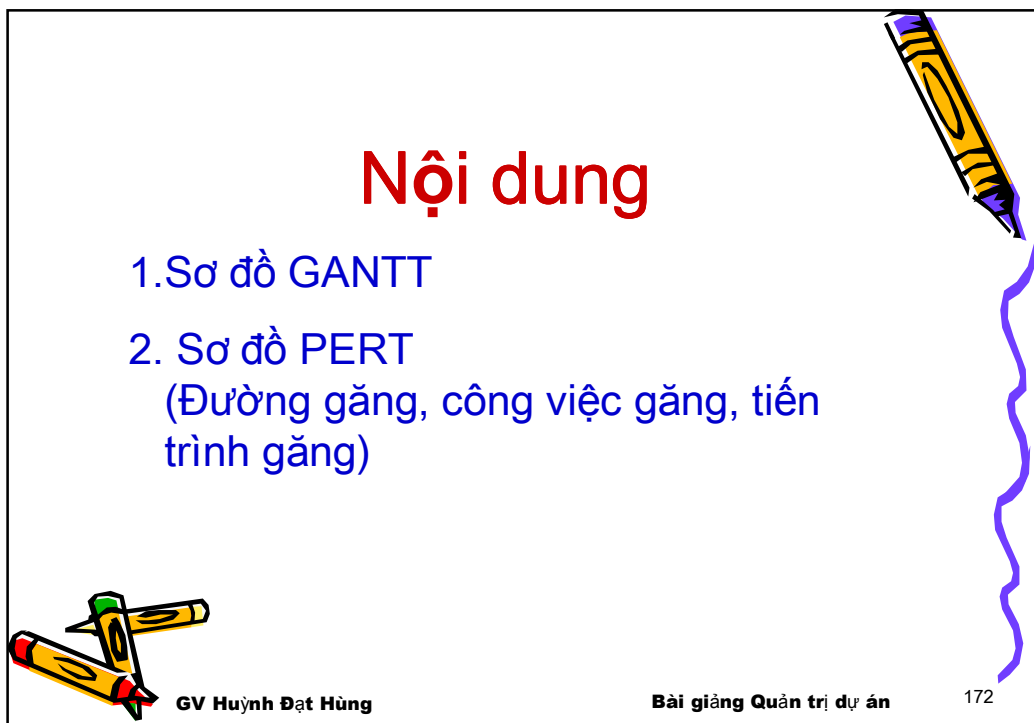 Nội dung
1.Sơ đồ GANTT
2. Sơ đồ PERT
(Đường găng, công việc găng, tiến
trình găng)
GV Huỳnh Đạt Hùng
Bài giảng Quản trị dự án
172